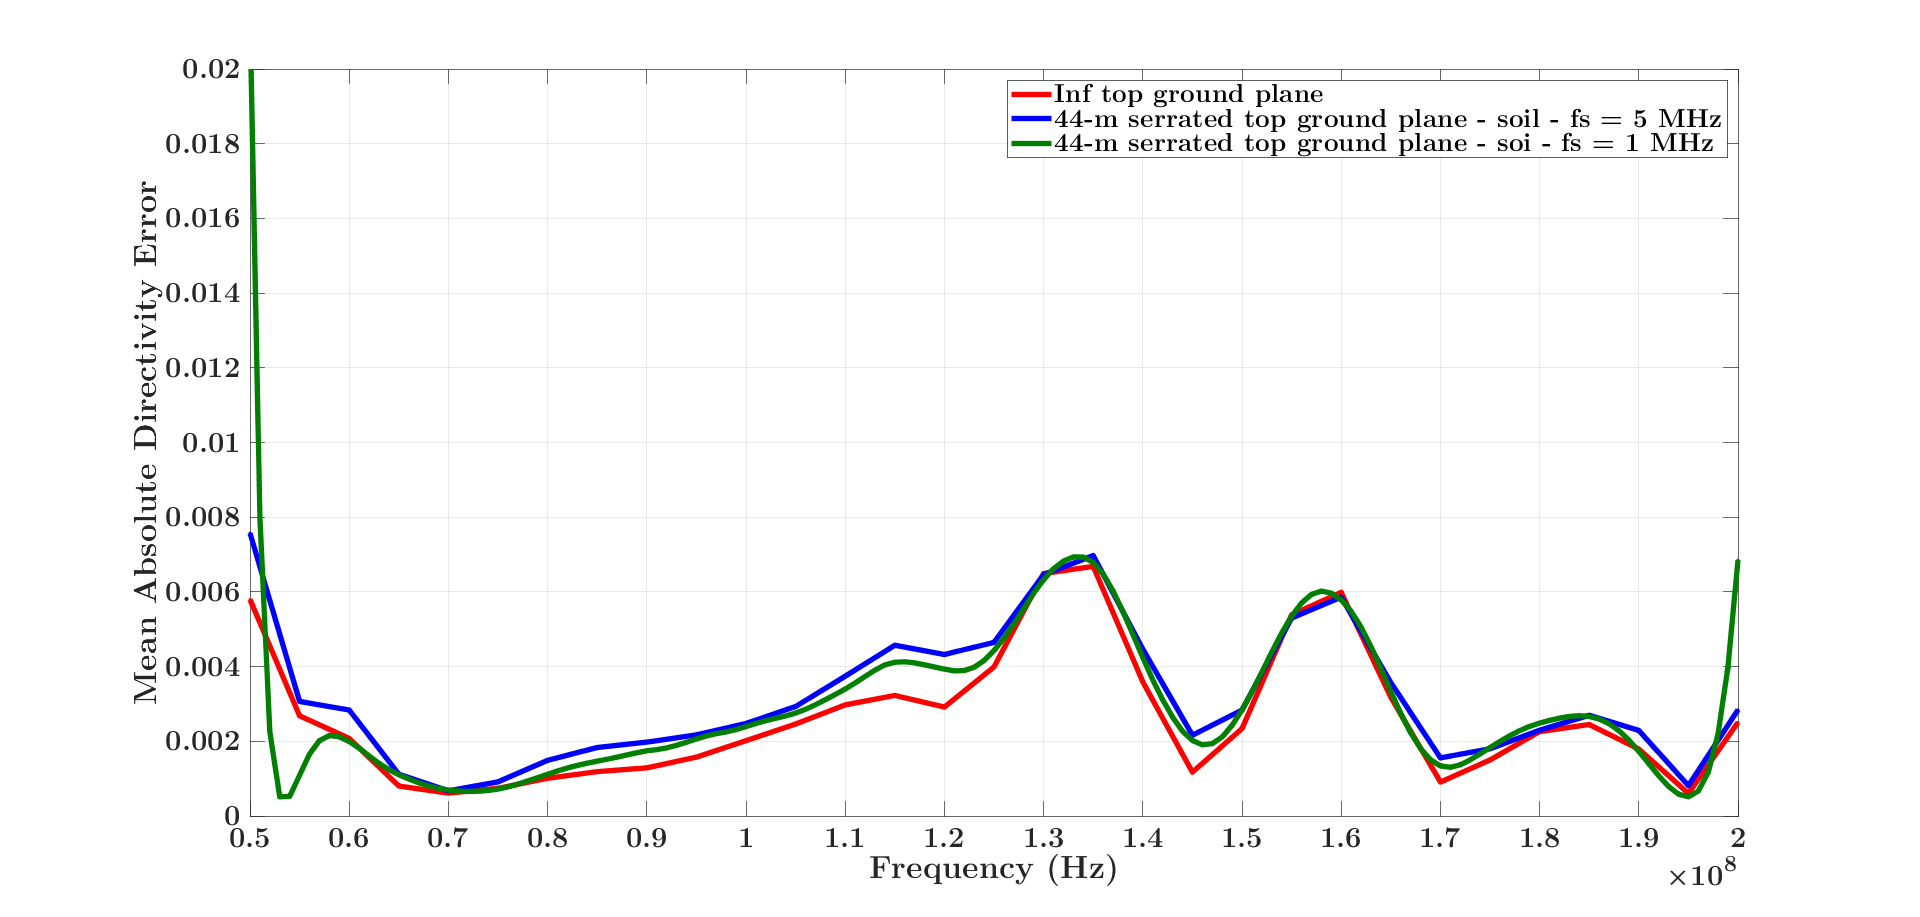 0.02
0.018
0.016
0.014
0.012
0.01
0.008
0.006
0.004
0.002
0
Mean Absolute Directivity Error
Inf top ground plane
44-m serrated top ground plane - soil - fs = 5 MHz
44-m serrated top ground plane - soi - fs = 1 MHz
0.5 0.6 0.7 0.8 0.9 1 1.1 1.2 1.3 1.4 1.5 1.6 1.7 1.8 1.9 2
Frequency (Hz)
×10⁸